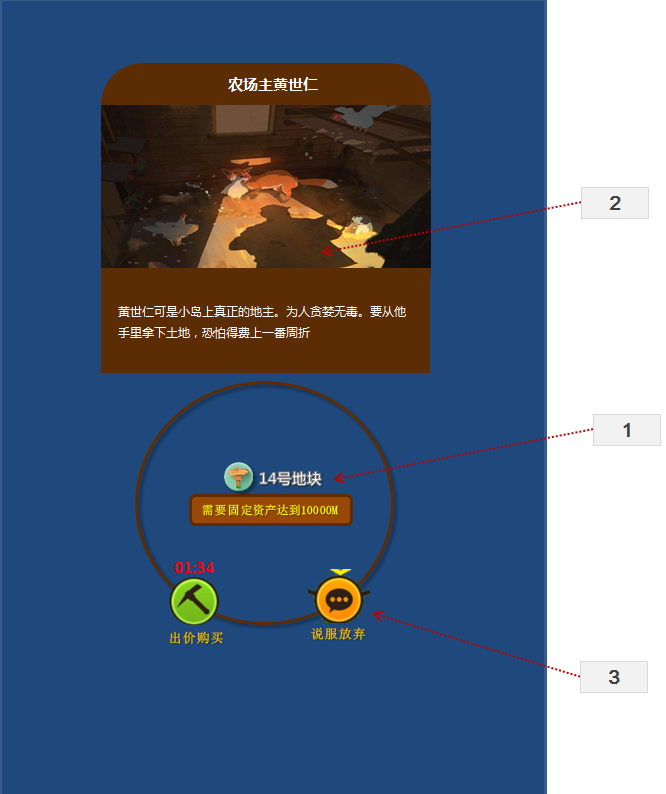 农场主黄世仁
2
黄世仁可是小岛上真正的地主。为人贪婪无毒。要从他
手里拿下土地，恐怕得费上一番周折
1
14号地块
需要固定资产达到10000M
01:34
出价购买
说服放弃
3